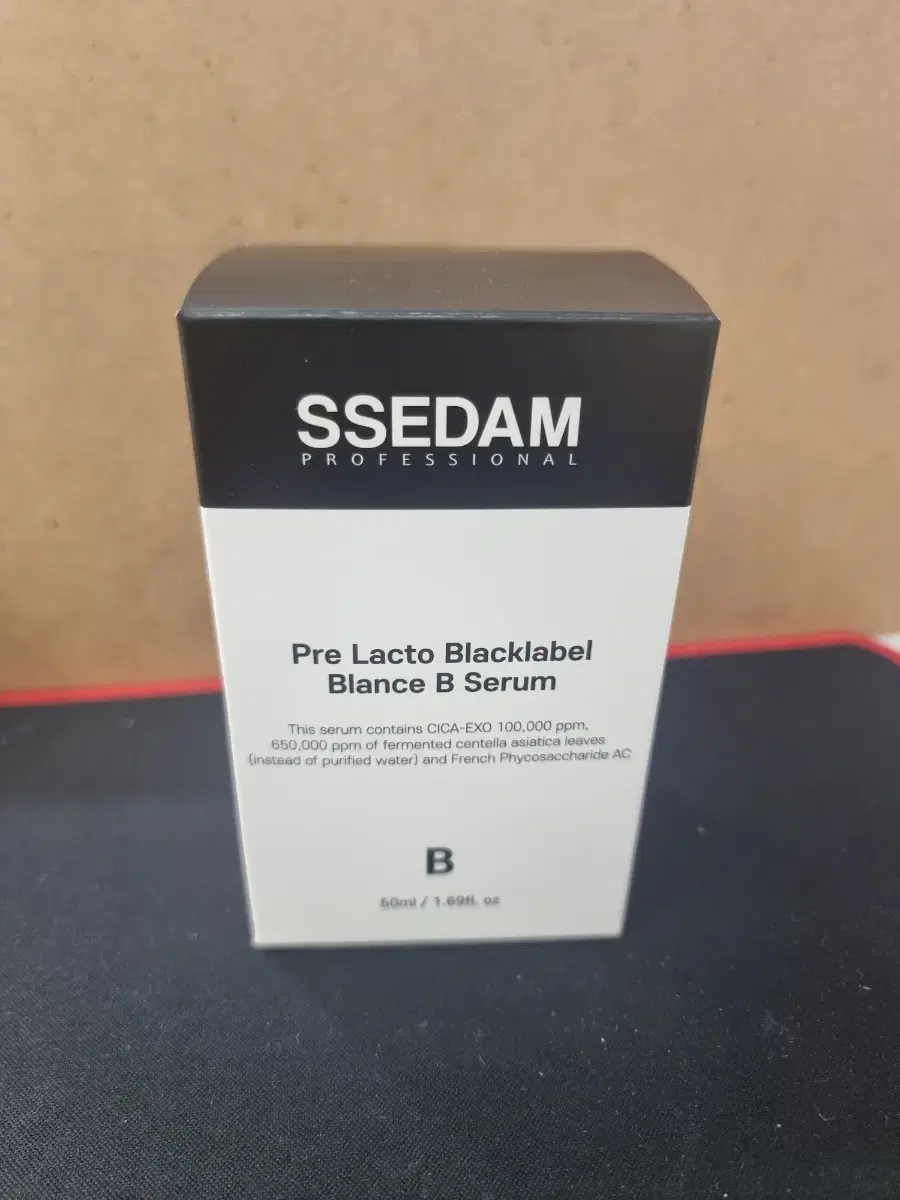 SSEDAM
PROFESSIONAL
Pre Lacto Blacklabel
Blance B Serum
This serum contains CICA-EXO 100,000 ppm,
650,000 ppm of fermented centella asiatica leaves
(instead of purified water) and French Phycosaccharide AC
B
50ml / 1.69fl. oz